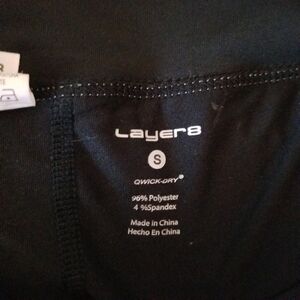 Layer8
S
QWICK-DRY®
96% Polyester
4 %Spandex
Made in China
Hecho En China